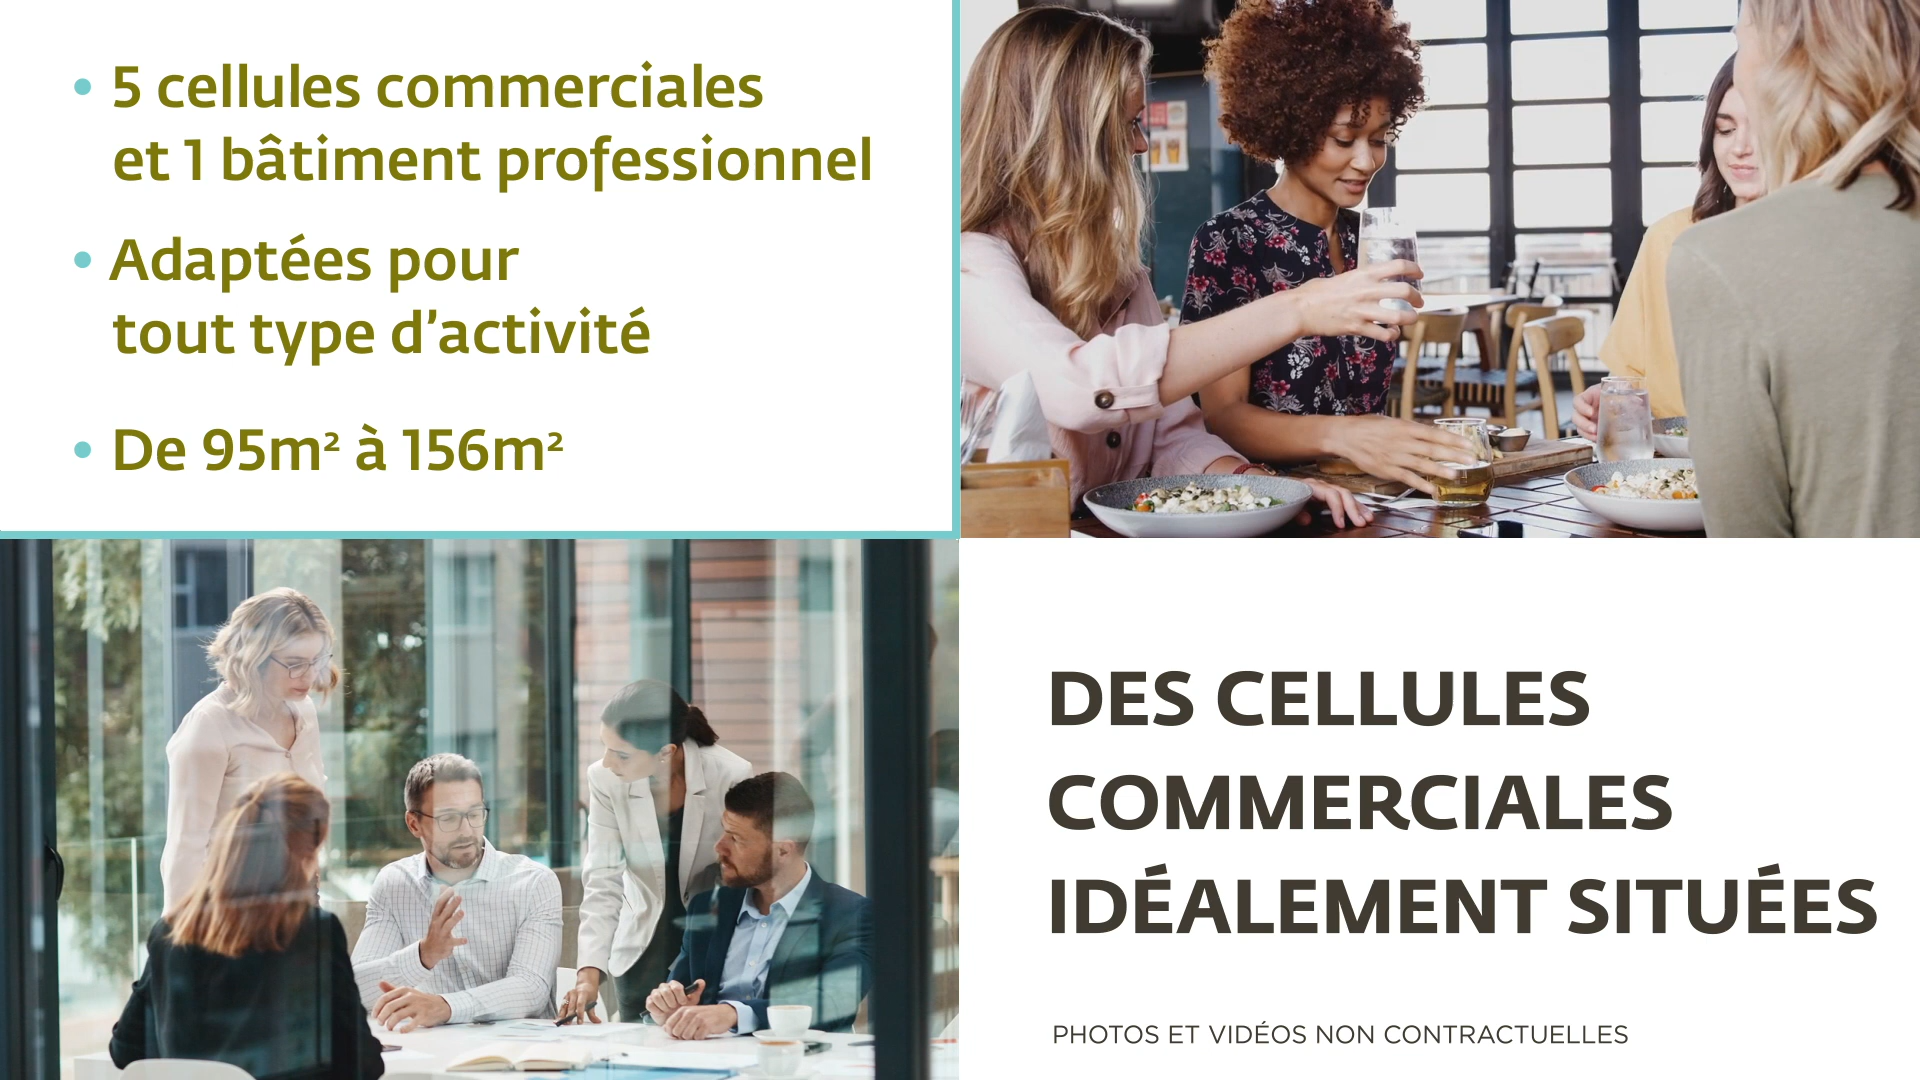 • 5 cellules commerciales
et 1 bâtiment professionnel
• Adaptées pour
tout type d’activité
• De 95m² à 156m²
DES CELLULES
COMMERCIALES
IDÉALEMENT SITUÉES
PHOTOS ET VIDÉOS NON CONTRACTUELLES